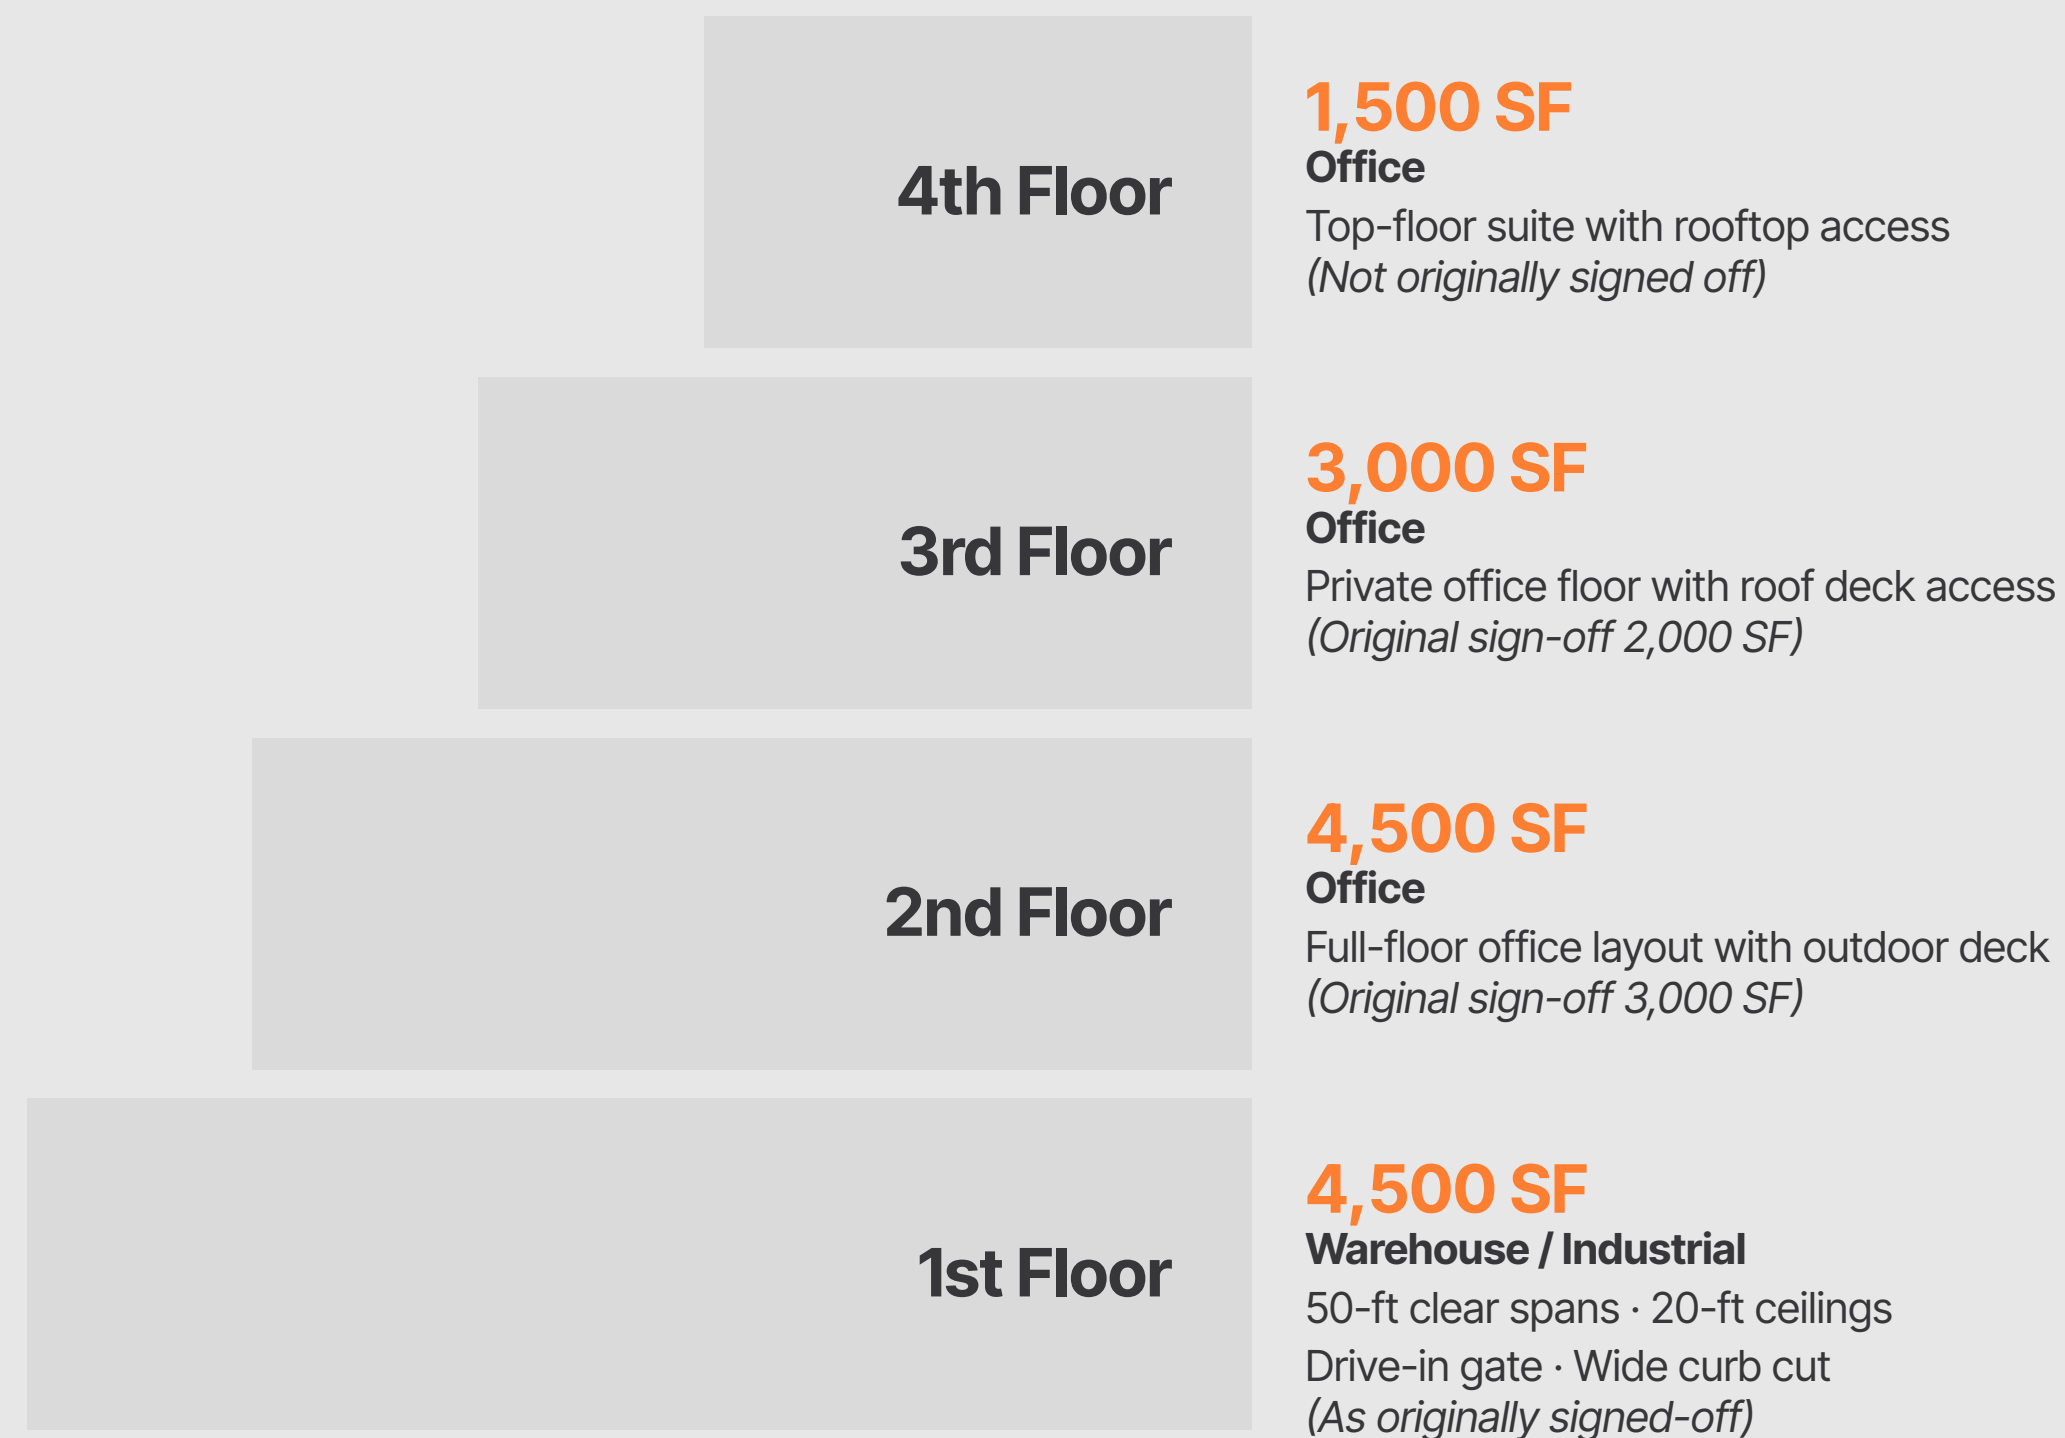 4th Floor
1,500 SF
Office
Top-floor suite with rooftop access
(Not originally signed off)
3rd Floor
3,000 SF
Office
Private office floor with roof deck access
(Original sign-off 2,000 SF)
2nd Floor
4,500 SF
Office
Full-floor office layout with outdoor deck
(Original sign-off 3,000 SF)
1st Floor
4,500 SF
Warehouse / Industrial
50-ft clear spans · 20-ft ceilings
Drive-in gate · Wide curb cut
(As originally signed-off)